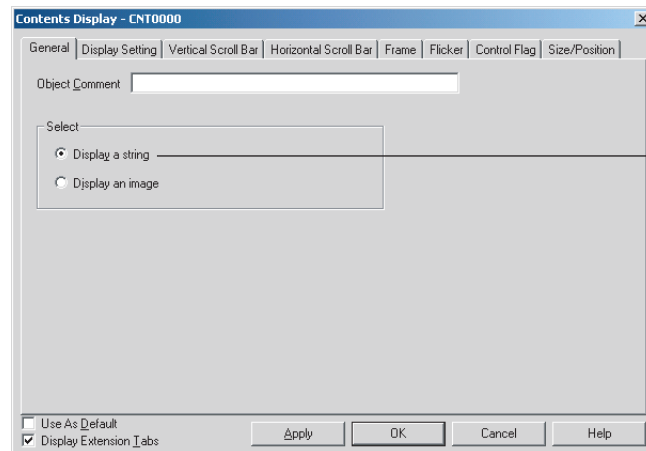 Contents Display - CNT0000
General Display Setting Vertical Scroll Bar Horizontal Scroll Bar Frame Flicker Control Flag Size/Position
Object Comment
Select
Display a string
Display an image
Use As Default
Display Extension Tabs
Apply OK Cancel Help